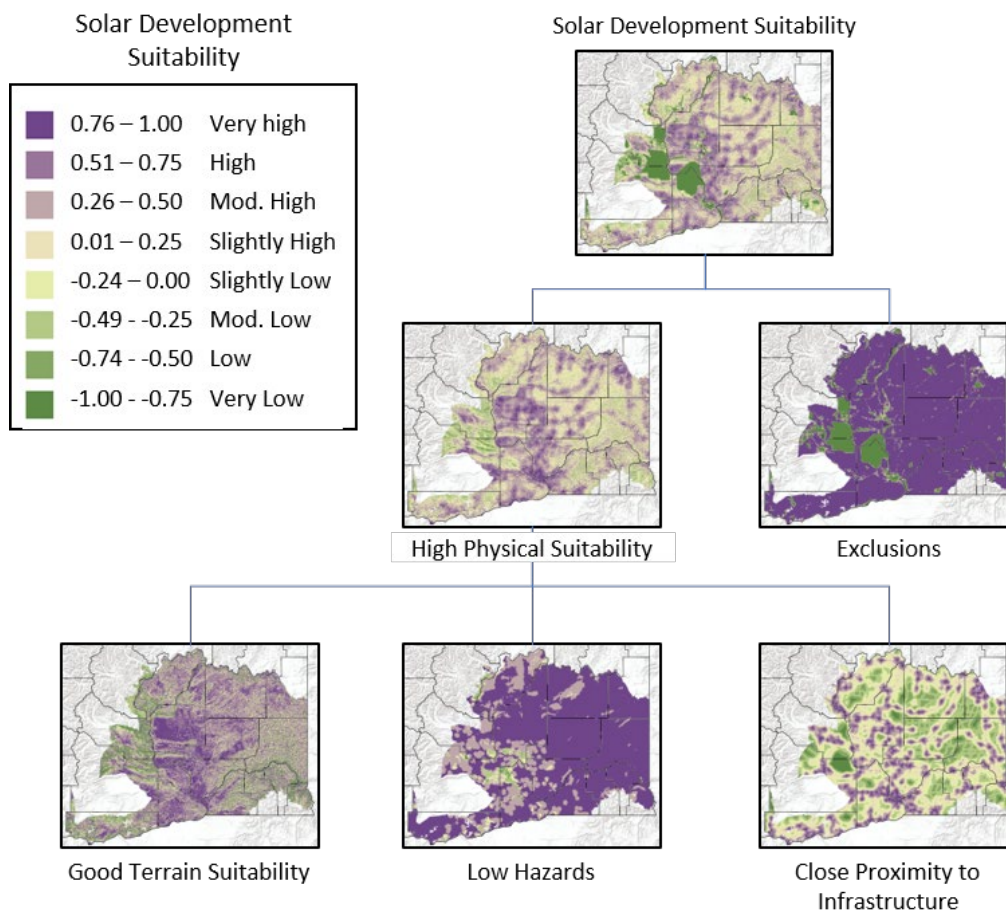 Solar Development
Suitability
0.76 – 1.00 Very high
0.51 – 0.75 High
0.26 – 0.50 Mod. High
0.01 – 0.25 Slightly High
-0.24 – 0.00 Slightly Low
-0.49 - -0.25 Mod. Low
-0.74 - -0.50 Low
-1.00 - -0.75 Very Low
Solar Development Suitability
High Physical Suitability
Exclusions
Good Terrain Suitability
Low Hazards
Close Proximity to
Infrastructure